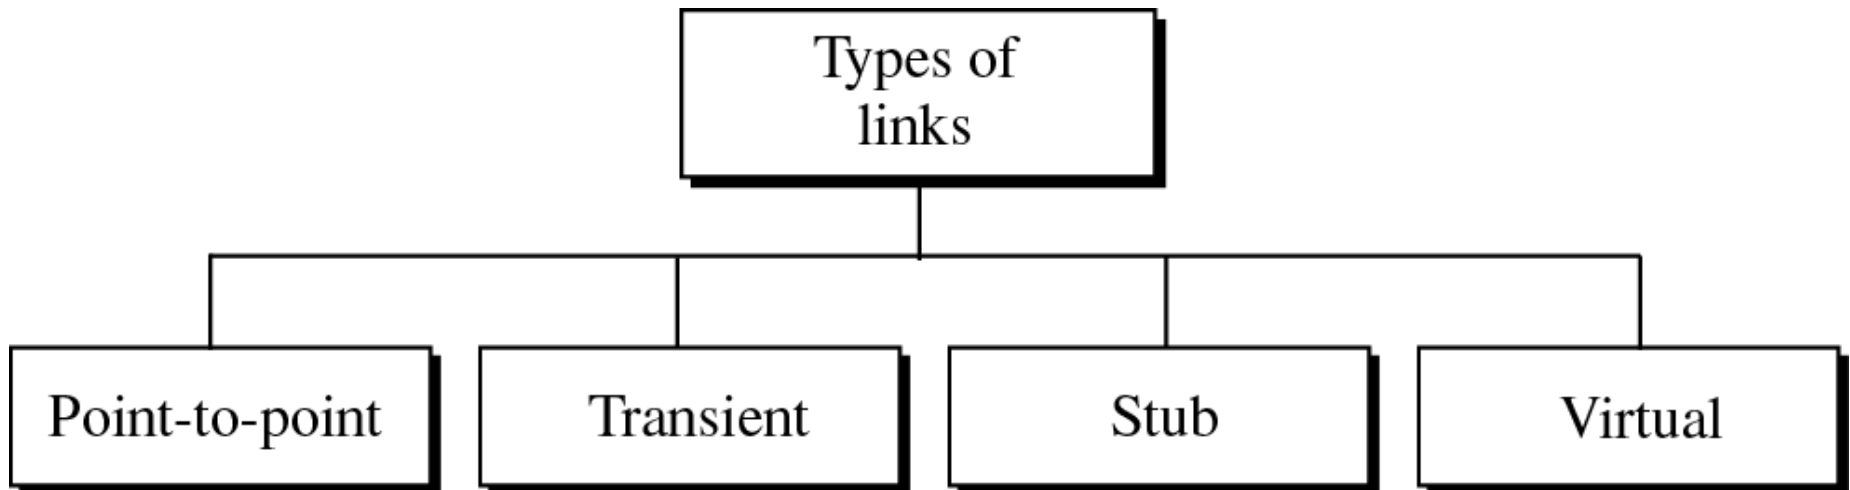 Types of
links
Point-to-point
Transient
Stub
Virtual